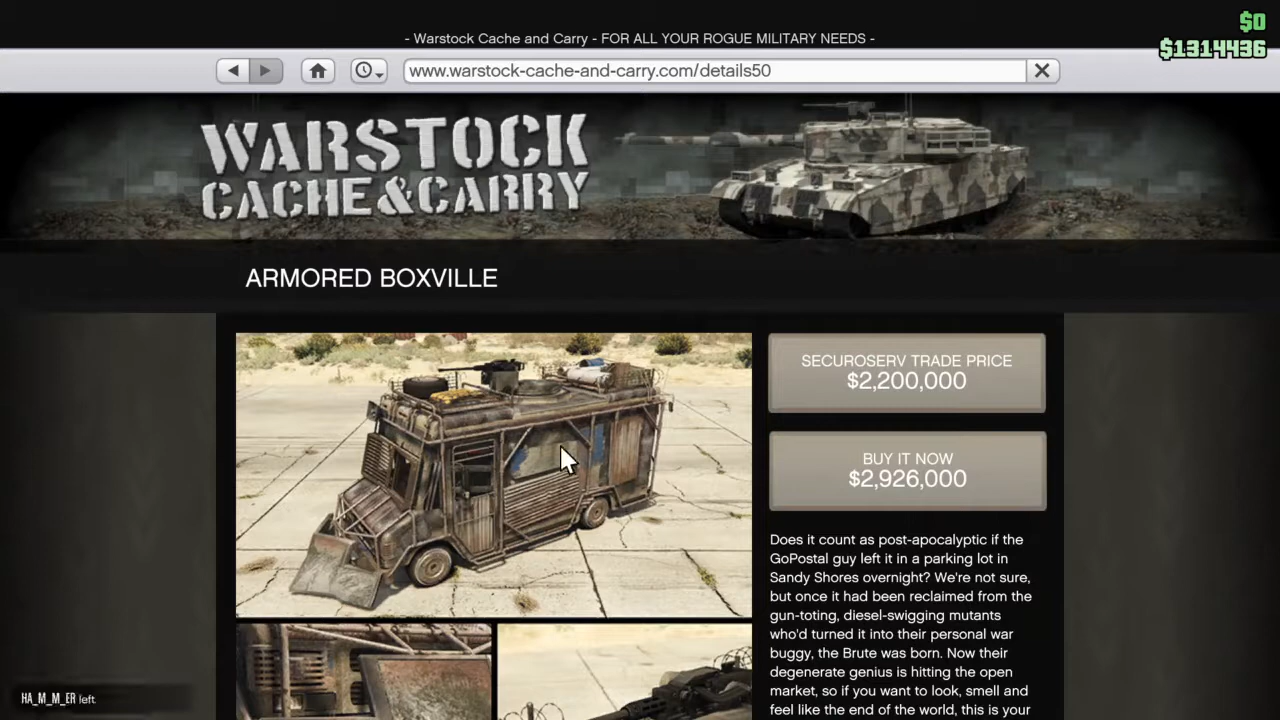 $0
$1314436
- Warstock Cache and Carry - FOR ALL YOUR ROGUE MILITARY NEEDS -
www.warstock-cache-and-carry.com/details50
WARSTOCK
CACHE&CARRY
ARMORED BOXVILLE
SECUROSERV TRADE PRICE
$2,200,000
BUY IT NOW
$2,926,000
Does it count as post-apocalyptic if the
GoPostal guy left it in a parking lot in
Sandy Shores overnight? We're not sure,
but once it had been reclaimed from the
gun-toting, diesel-swigging mutants
who'd turned it into their personal war
buggy, the Brute was born. Now their
degenerate genius is hitting the open
market, so if you want to look, smell and
feel like the end of the world, this is your
HA_M_M_ER left.